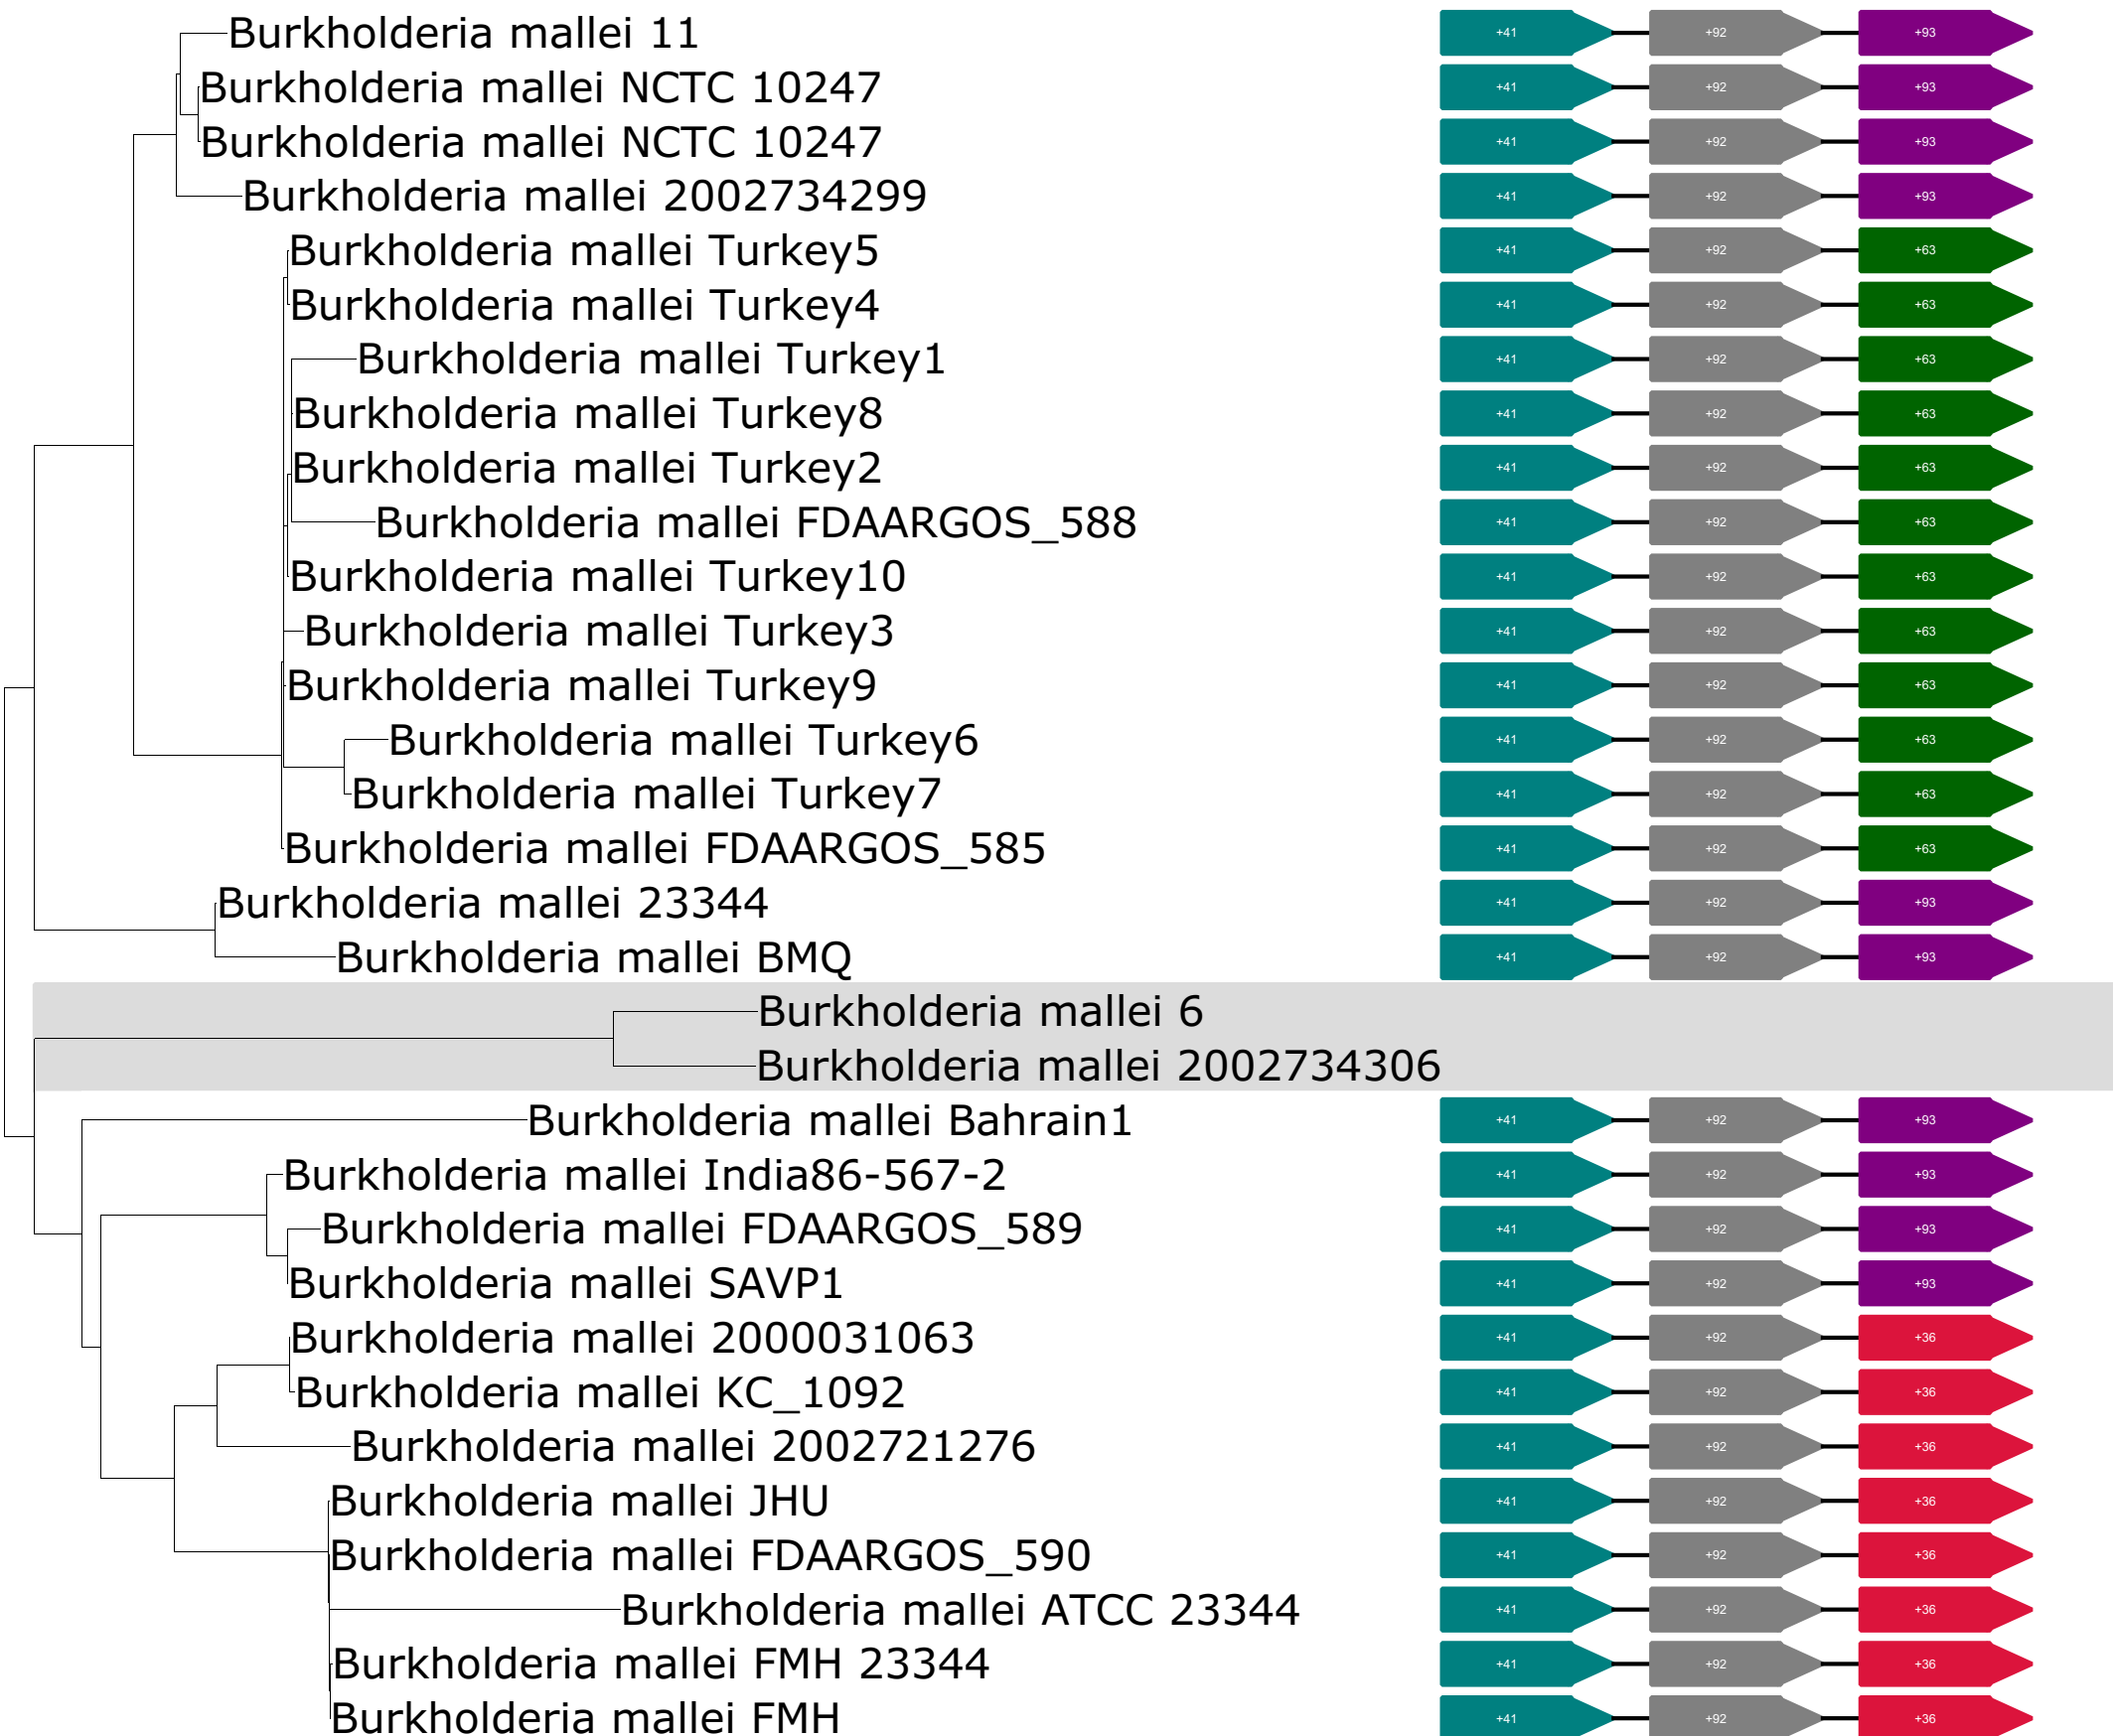 Burkholderia mallei 11 +41 +92 +93
Burkholderia mallei NCTC 10247 +41 +92 +93
Burkholderia mallei NCTC 10247 +41 +92 +93
Burkholderia mallei 2002734299 +41 +92 +93
Burkholderia mallei Turkey5 +41 +92 +63
Burkholderia mallei Turkey4 +41 +92 +63
Burkholderia mallei Turkey1 +41 +92 +63
Burkholderia mallei Turkey8 +41 +92 +63
Burkholderia mallei Turkey2 +41 +92 +63
Burkholderia mallei FDAARGOS_588 +41 +92 +63
Burkholderia mallei Turkey10 +41 +92 +63
Burkholderia mallei Turkey3 +41 +92 +63
Burkholderia mallei Turkey9 +41 +92 +63
Burkholderia mallei Turkey6 +41 +92 +63
Burkholderia mallei Turkey7 +41 +92 +63
Burkholderia mallei FDAARGOS_585 +41 +92 +63
Burkholderia mallei 23344 +41 +92 +93
Burkholderia mallei BMQ +41 +92 +93
Burkholderia mallei 6
Burkholderia mallei 2002734306
Burkholderia mallei Bahrain1 +41 +92 +93
Burkholderia mallei India86-567-2 +41 +92 +93
Burkholderia mallei FDAARGOS_589 +41 +92 +93
Burkholderia mallei SAVP1 +41 +92 +93
Burkholderia mallei 2000031063 +41 +92 +36
Burkholderia mallei KC_1092 +41 +92 +36
Burkholderia mallei 2002721276 +41 +92 +36
Burkholderia mallei JHU +41 +92 +36
Burkholderia mallei FDAARGOS_590 +41 +92 +36
Burkholderia mallei ATCC 23344 +41 +92 +36
Burkholderia mallei FMH 23344 +41 +92 +36
Burkholderia mallei FMH +41 +92 +36